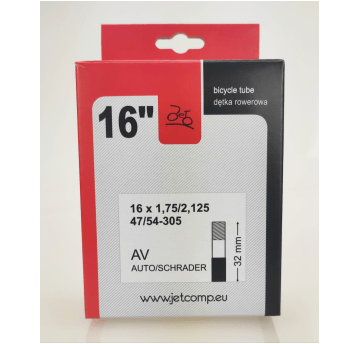 bicycle tube
dętka rowerowa
16"
JeT
16 x 1,75/2,125
47/54-305
AV
AUTO/SCHRADER
32 mm
www.jetcomp.eu